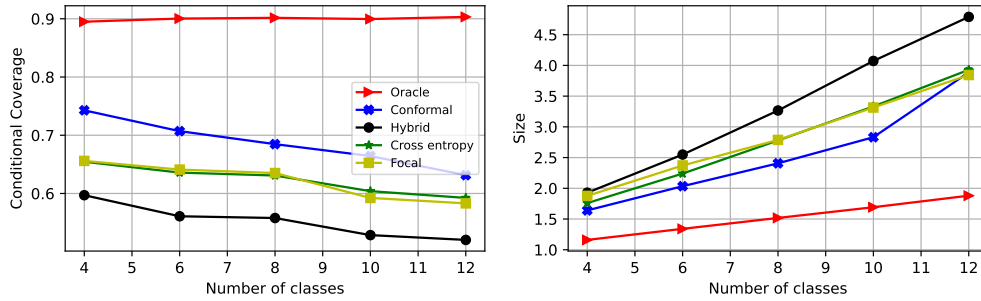 Conditional Coverage
0.9
0.8
0.7
0.6
4 5 6 7 8 9 10 11 12
Number of classes
Oracle
Conformal
Hybrid
Cross entropy
Focal
Size
4.5
4.0
3.5
3.0
2.5
2.0
1.5
1.0
4 5 6 7 8 9 10 11 12
Number of classes